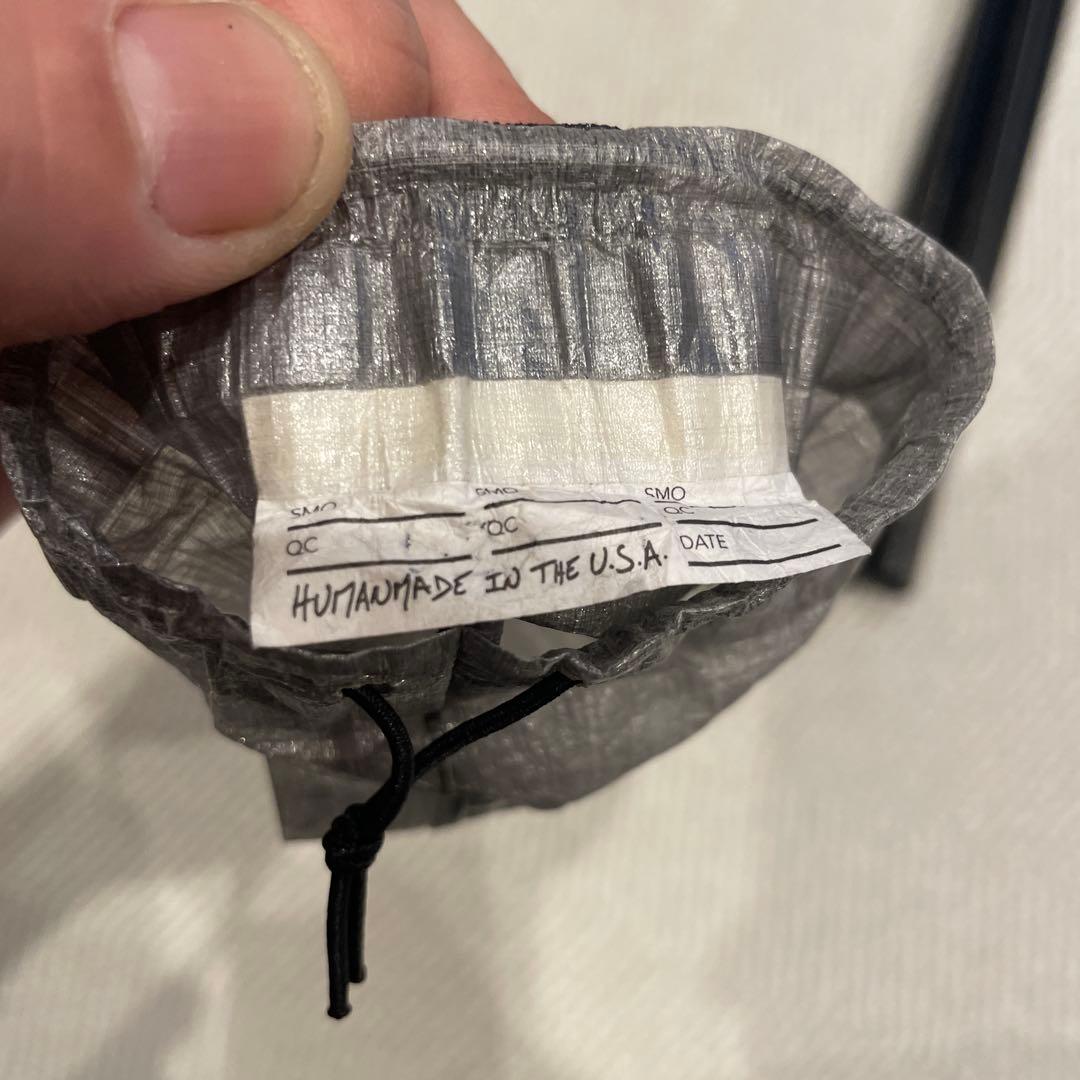 SMO SMO SMO
QC QC QC
DATE
HUMANMADE IN THE U.S.A.